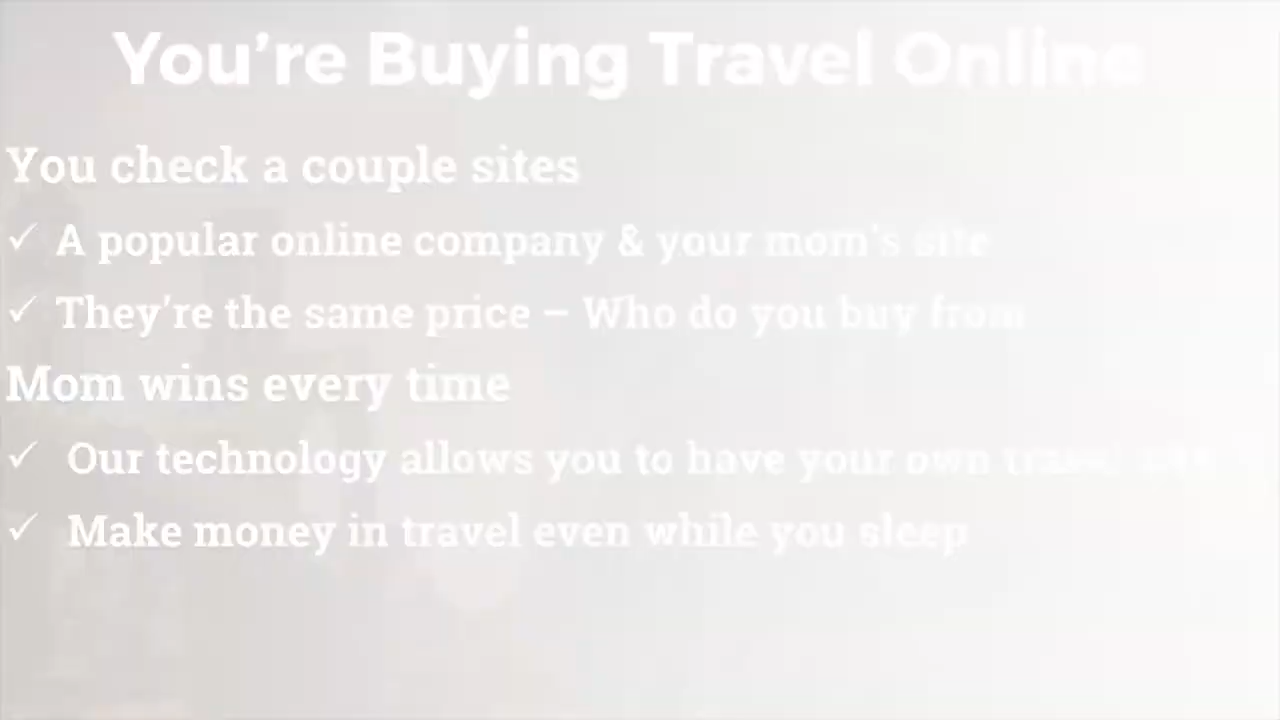 You're Buying Travel Online
You check a couple sites
✓ A popular online company & your mom's site
✓ They're the same price – Who do you buy from
Mom wins every time
✓ Our technology allows you to have your own travel
✓ Make money in travel even while you sleep